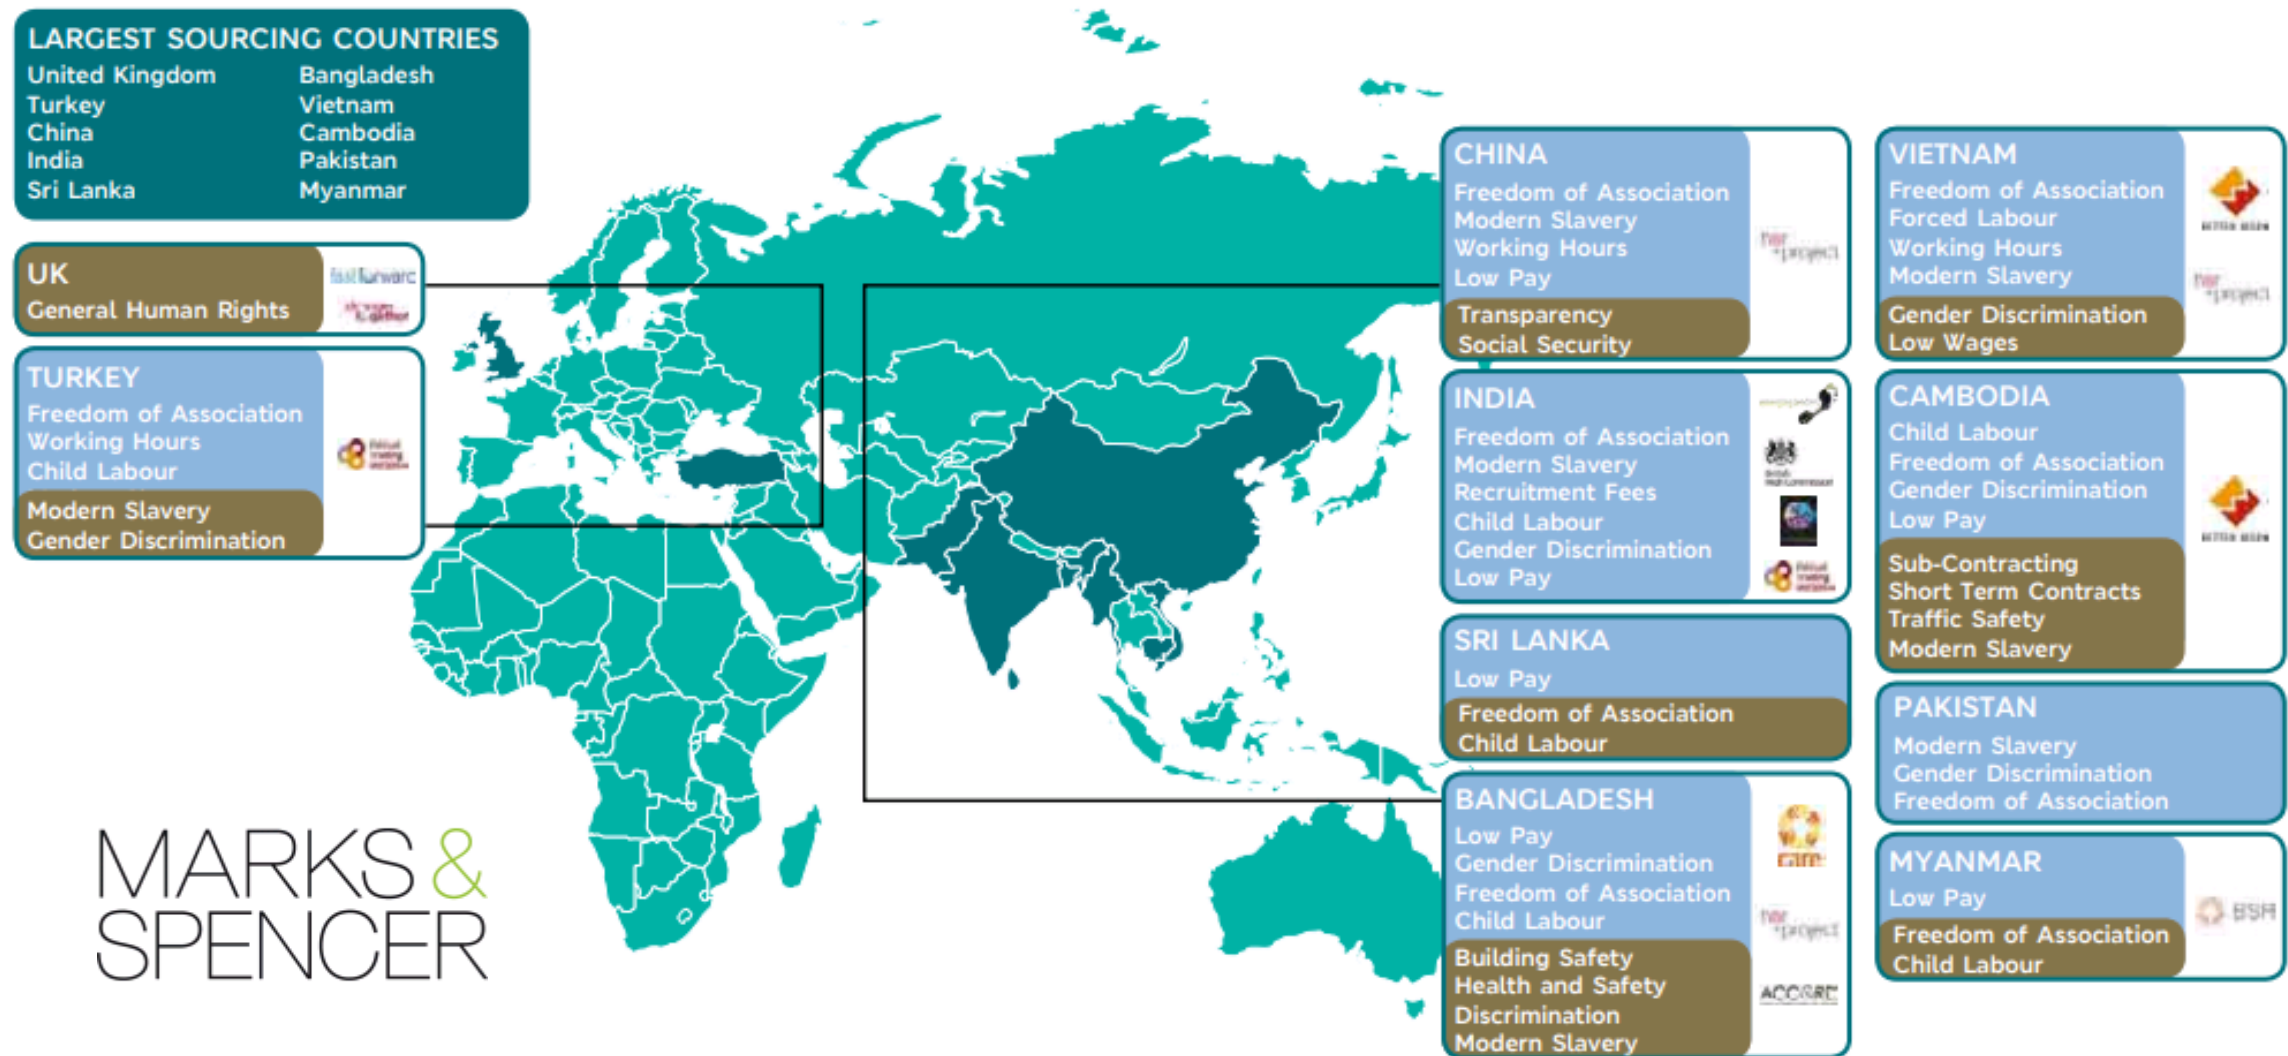 LARGEST SOURCING COUNTRIES
United Kingdom
Turkey
China
India
Sri Lanka
Bangladesh
Vietnam
Cambodia
Pakistan
Myanmar
UK
General Human Rights
TURKEY
Freedom of Association
Working Hours
Child Labour
Modern Slavery
Gender Discrimination
MARKS &
SPENCER
CHINA
Freedom of Association
Modern Slavery
Working Hours
Low Pay
Transparency
Social Security
her
+project
INDIA
Freedom of Association
Modern Slavery
Recruitment Fees
Child Labour
Gender Discrimination
Low Pay
SRI LANKA
Low Pay
Freedom of Association
Child Labour
BANGLADESH
Low Pay
Gender Discrimination
Freedom of Association
Child Labour
Building Safety
Health and Safety
Discrimination
Modern Slavery
care
her
+project
VIETNAM
Freedom of Association
Forced Labour
Working Hours
Modern Slavery
Gender Discrimination
Low Wages
her
+project
CAMBODIA
Child Labour
Freedom of Association
Gender Discrimination
Low Pay
Sub-Contracting
Short Term Contracts
Traffic Safety
Modern Slavery
PAKISTAN
Modern Slavery
Gender Discrimination
Freedom of Association
MYANMAR
Low Pay
Freedom of Association
Child Labour
BSR